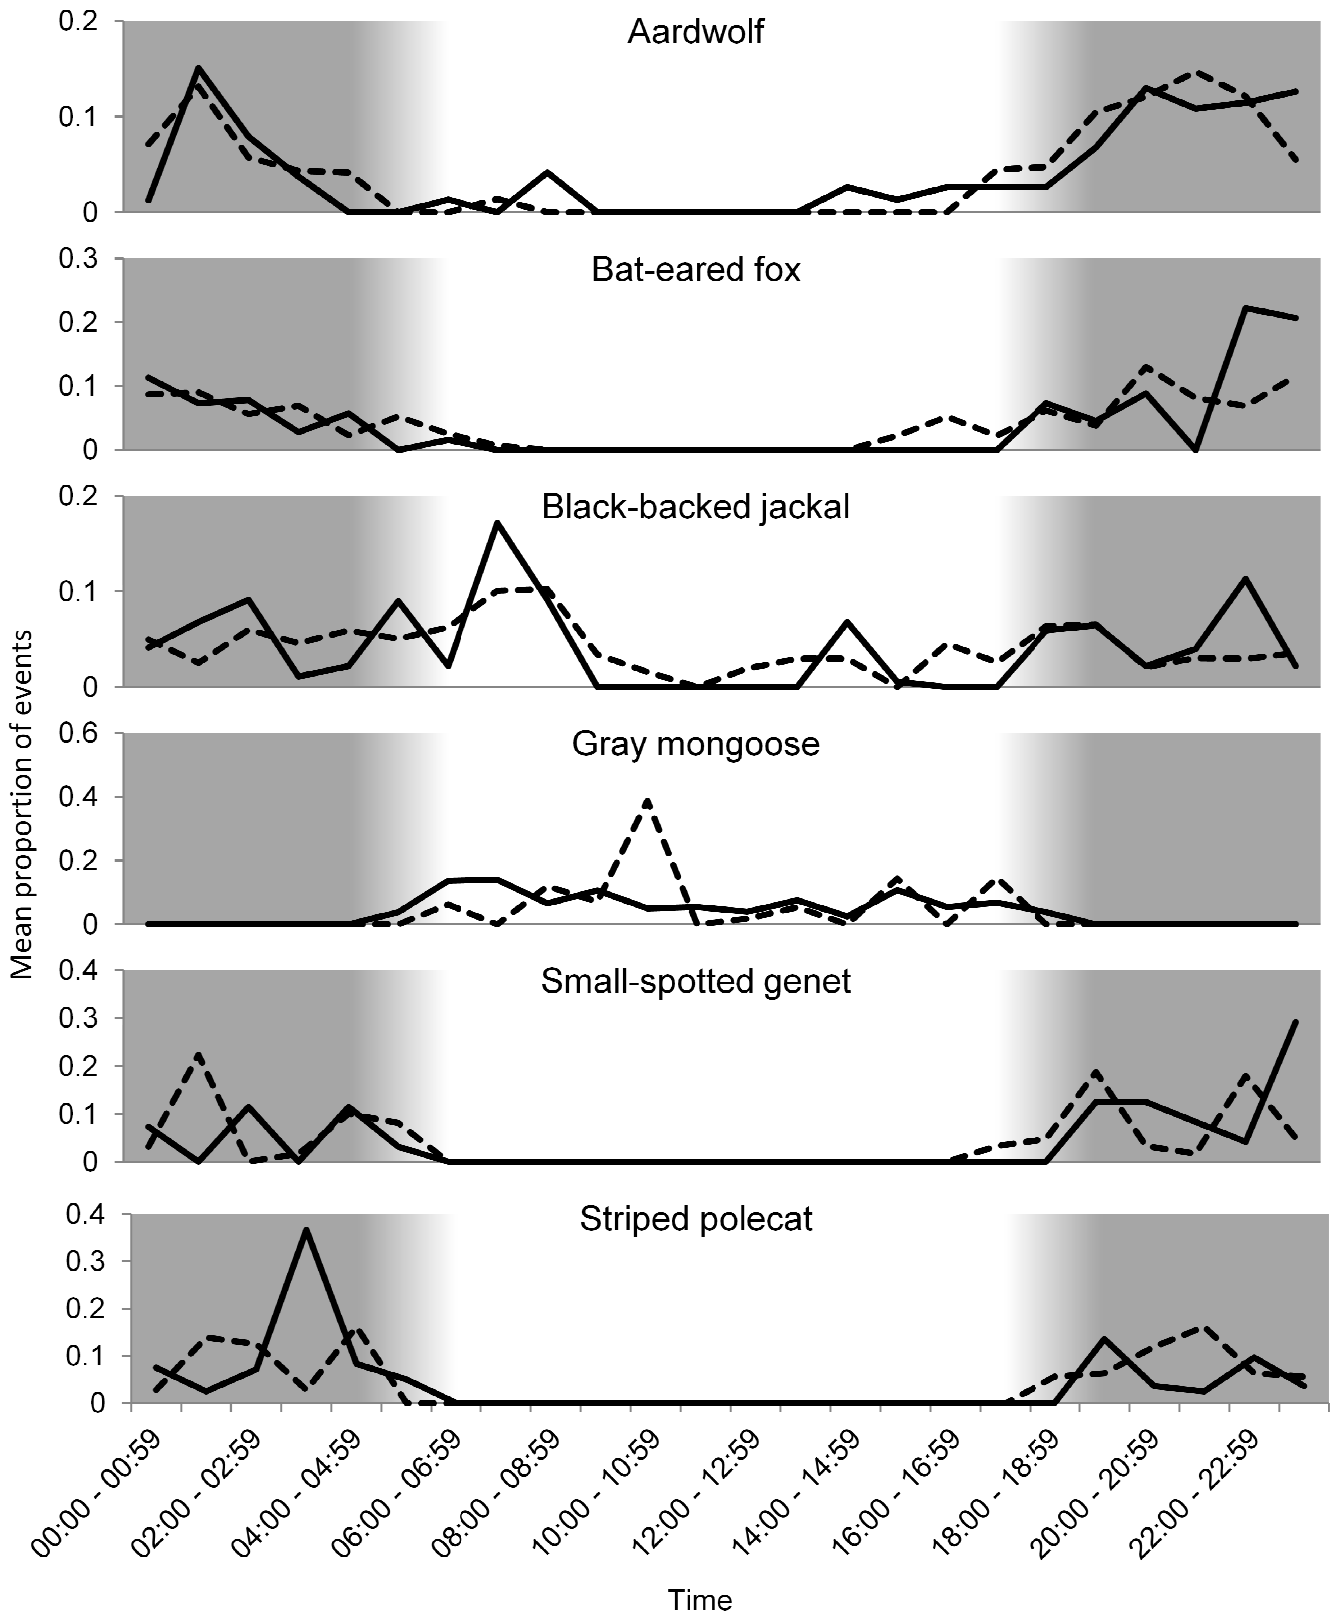 Aardwolf
0.2
0.1
0
Bat-eared fox
0.3
0.2
0.1
0
Black-backed jackal
0.2
0.1
0
Gray mongoose
0.6
0.4
0.2
0
Small-spotted genet
0.4
0.3
0.2
0.1
0
Striped polecat
0.4
0.3
0.2
0.1
0
Mean proportion of events
00:00 - 00:59
02:00 - 02:59
04:00 - 04:59
06:00 - 06:59
08:00 - 08:59
10:00 - 10:59
12:00 - 12:59
14:00 - 14:59
16:00 - 16:59
18:00 - 18:59
20:00 - 20:59
22:00 - 22:59
Time